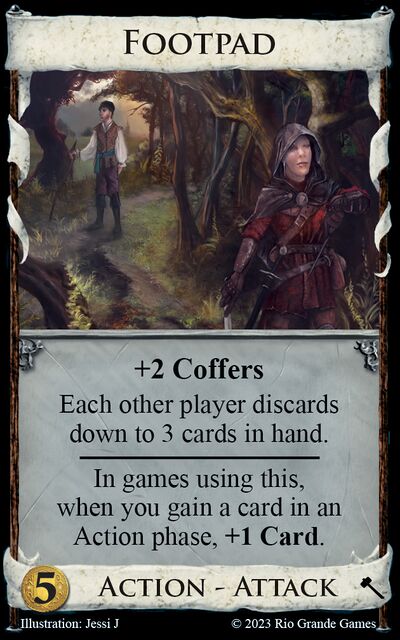 FOOTPAD
+2 Coffers
Each other player discards
down to 3 cards in hand.
In games using this,
when you gain a card in an
Action phase, +1 Card.
5 ACTION - ATTACK
Illustration: Jessi J © 2023 Rio Grande Games